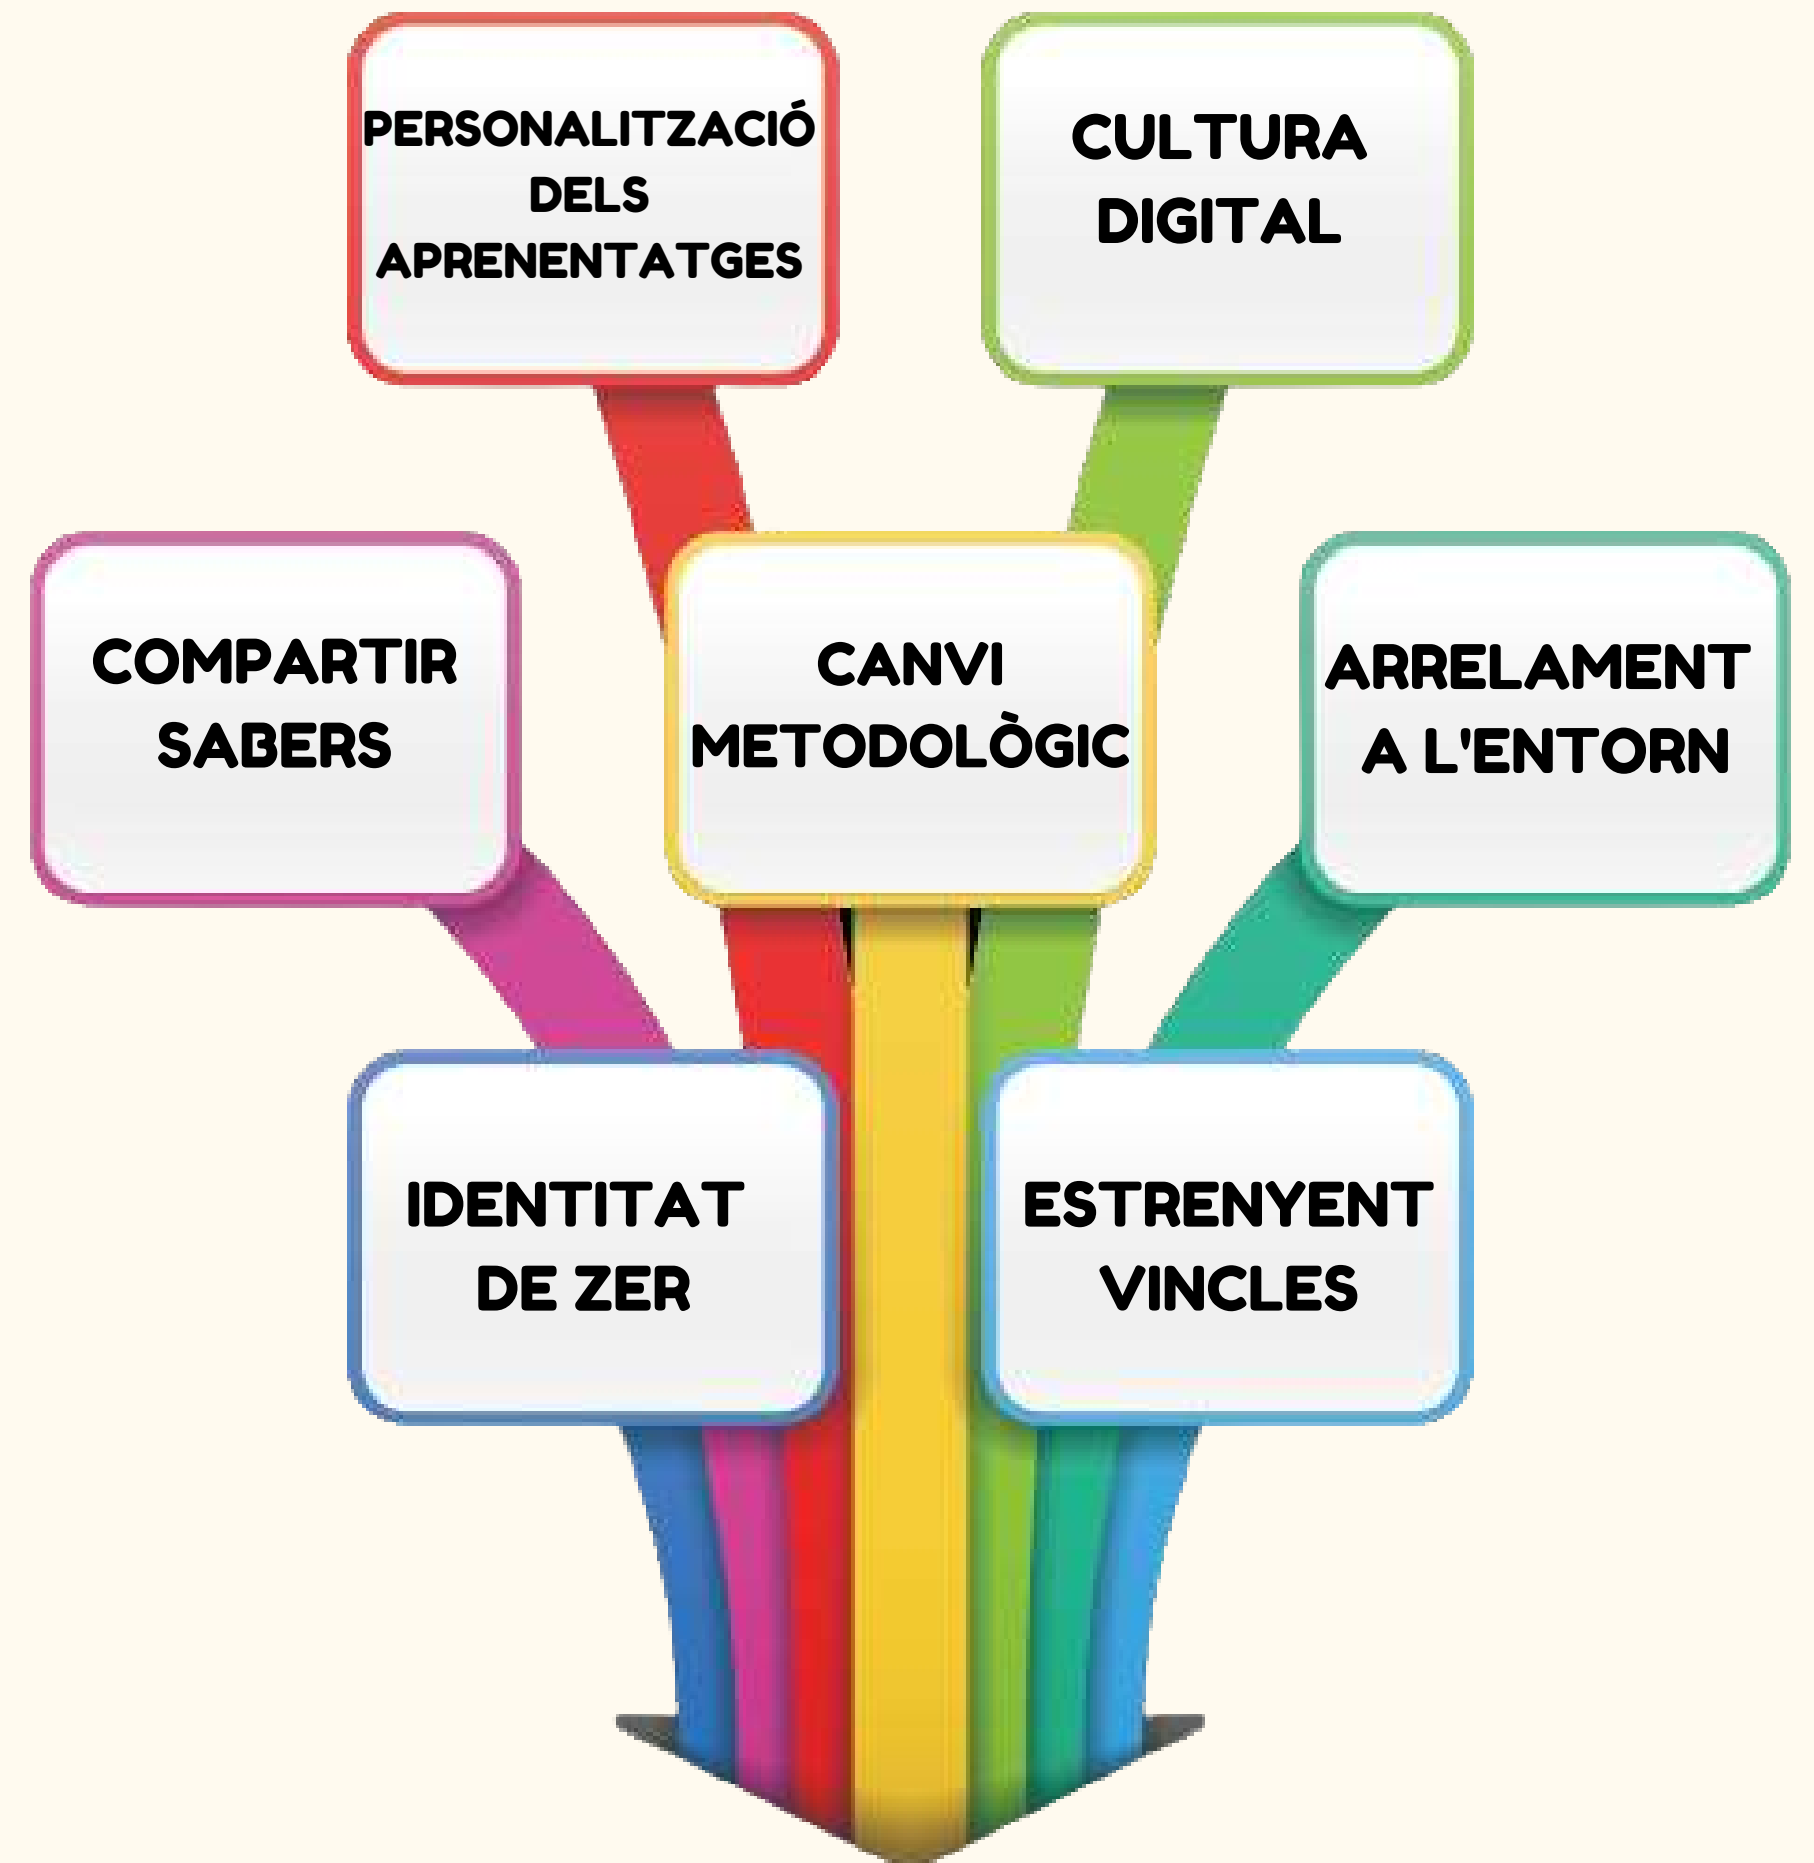 PERSONALITZACIÓ
DELS
APRENENTATGES
CULTURA
DIGITAL
COMPARTIR
SABERS
CANVI
METODOLÒGIC
ARRELAMENT
A L'ENTORN
IDENTITAT
DE ZER
ESTRENYENT
VINCLES